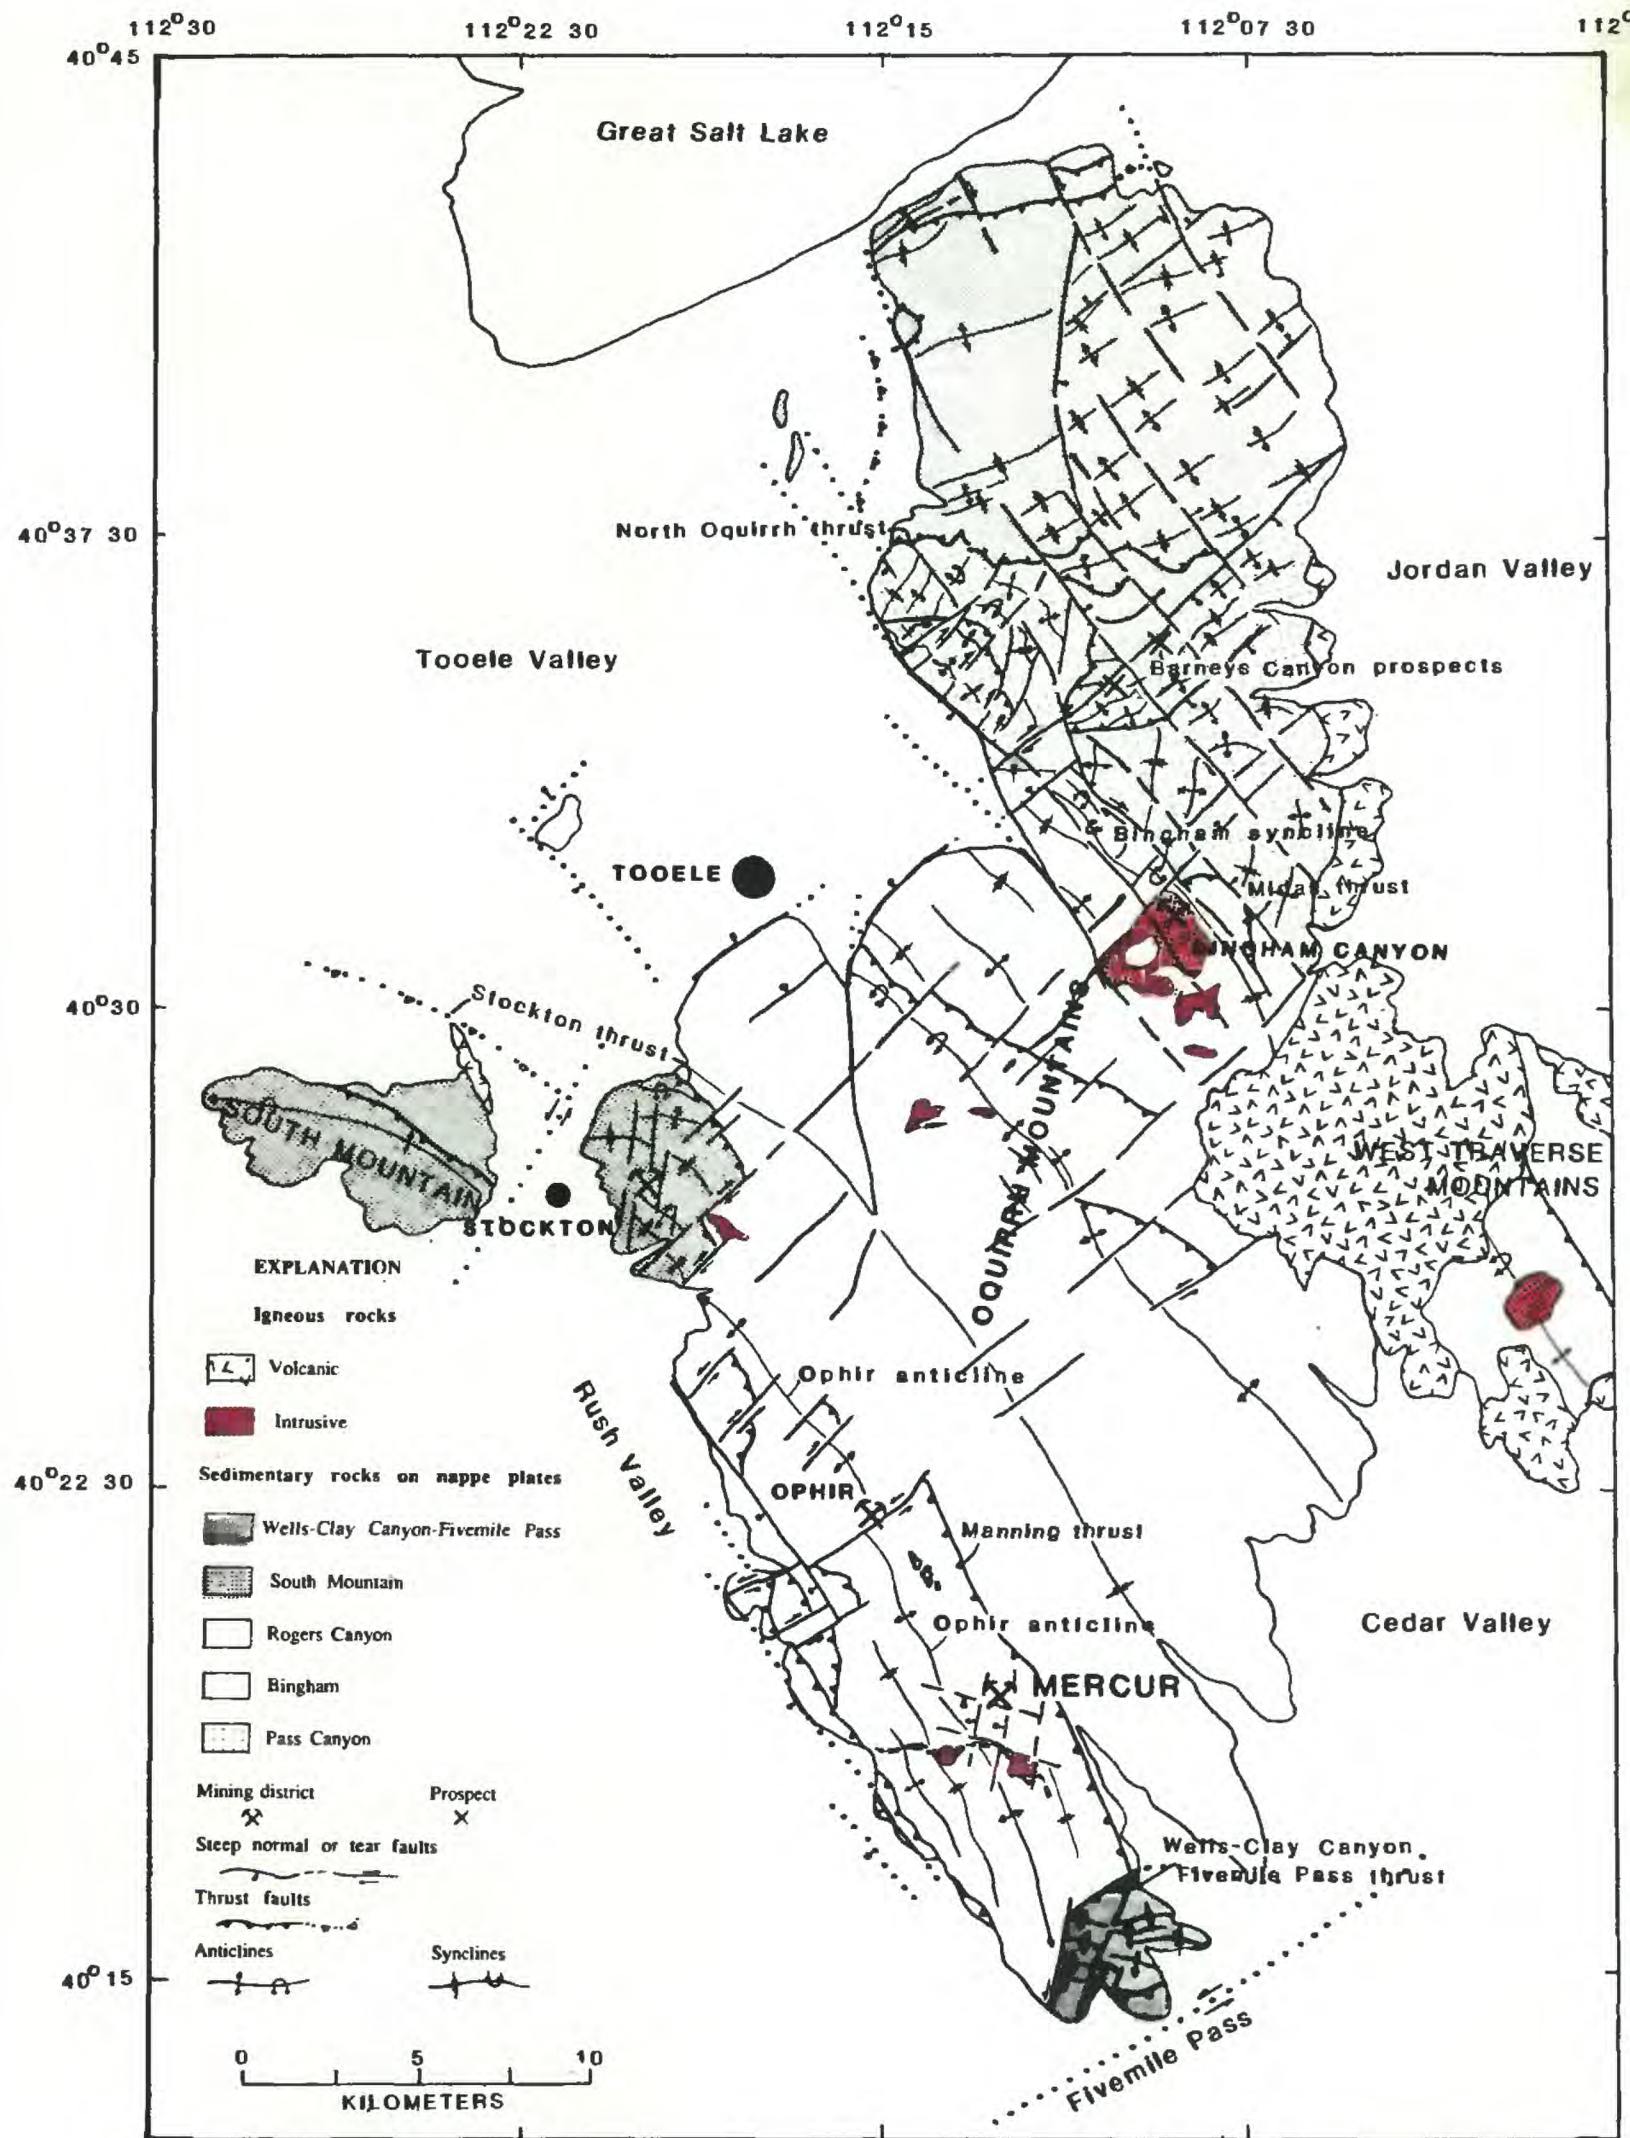 112°30 112°22 30 112°15 112°07 30 112°
40°45
Great Salt Lake
40°37 30
North Oquirrh thrust
Jordan Valley
Tooele Valley
Barneys Canyon prospects
Bingham syncline
TOOELE
Midas thrust
BINGHAM CANYON
40°30
Stockton thrust
OQUIRRH MOUNTAINS
SOUTH MOUNTAIN
WEST TRAVERSE
MOUNTAINS
STOCKTON
EXPLANATION
Igneous rocks
Volcanic
Intrusive
Sedimentary rocks on nappe plates
Wells-Clay Canyon-Fivemile Pass
South Mountain
Rogers Canyon
Bingham
Pass Canyon
Mining district Prospect
Steep normal or tear faults
Thrust faults
Anticlines Synclines
Ophir anticline
Rush Valley
40°22 30
OPHIR
Manning thrust
Ophir anticline
Cedar Valley
MERCUR
Wells-Clay Canyon
Fivemile Pass thrust
40°15
Fivemile Pass
0 5 10
KILOMETERS